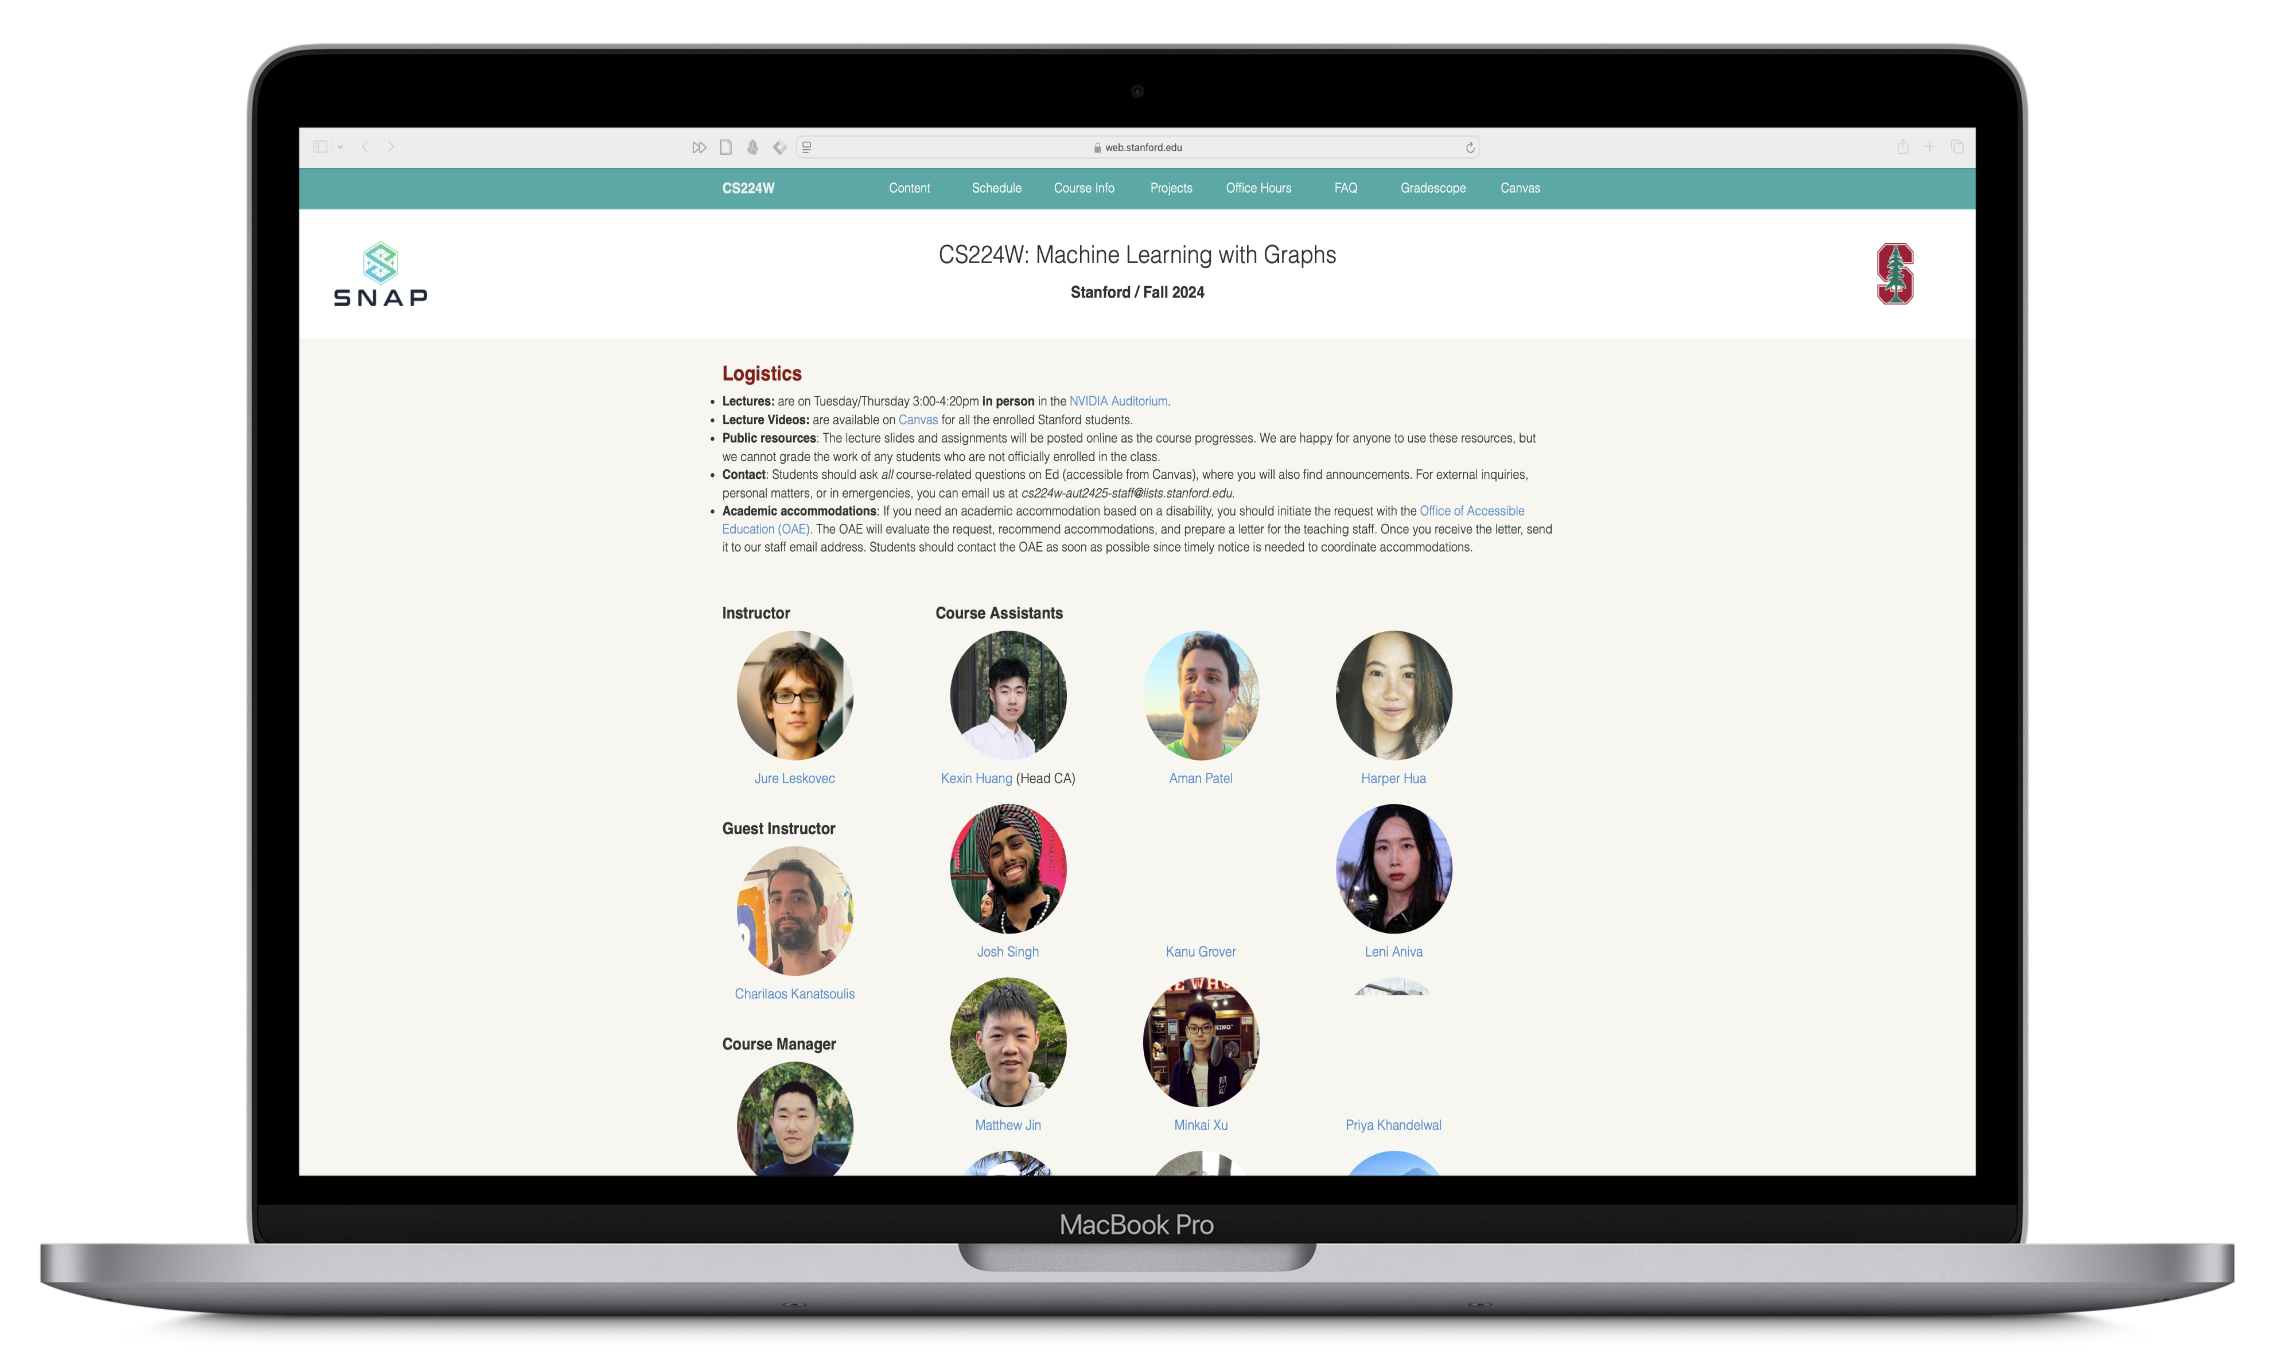 web.stanford.edu
CS224W Content Schedule Course Info Projects Office Hours FAQ Gradescope Canvas
SNAP
CS224W: Machine Learning with Graphs
Stanford / Fall 2024
Logistics
• Lectures: are on Tuesday/Thursday 3:00-4:20pm in person in the NVIDIA Auditorium.
• Lecture Videos: are available on Canvas for all the enrolled Stanford students.
• Public resources: The lecture slides and assignments will be posted online as the course progresses. We are happy for anyone to use these resources, but
we cannot grade the work of any students who are not officially enrolled in the class.
• Contact: Students should ask all course-related questions on Ed (accessible from Canvas), where you will also find announcements. For external inquiries,
personal matters, or in emergencies, you can email us at cs224w-aut2425-staff@lists.stanford.edu.
• Academic accommodations: If you need an academic accommodation based on a disability, you should initiate the request with the Office of Accessible
Education (OAE). The OAE will evaluate the request, recommend accommodations, and prepare a letter for the teaching staff. Once you receive the letter, send
it to our staff email address. Students should contact the OAE as soon as possible since timely notice is needed to coordinate accommodations.
Instructor
Jure Leskovec
Guest Instructor
Charilaos Kanatsoulis
Course Manager
Course Assistants
Kexin Huang (Head CA)
Aman Patel
Harper Hua
Josh Singh
Kanu Grover
Leni Aniva
Matthew Jin
Minkai Xu
Priya Khandelwal
MacBook Pro